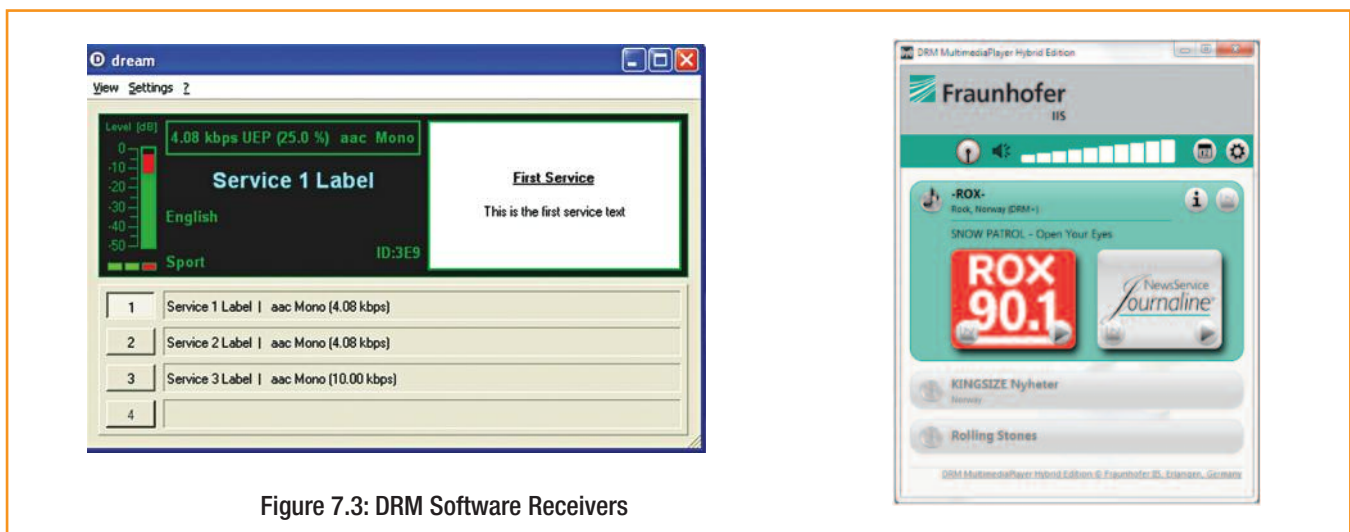 dream
View Settings ?
Level [dB]
0
-10
-20
-30
-40
-50
4.08 kbps UEP (25.0 %) aac Mono
Service 1 Label
English
Sport
ID:3E9
First Service
This is the first service text
1 Service 1 Label | aac Mono (4.08 kbps)
2 Service 2 Label | aac Mono (4.08 kbps)
3 Service 3 Label | aac Mono (10.00 kbps)
4
DRM MultimediaPlayer Hybrid Edition
Fraunhofer
IIS
-ROX-
Rock, Norway (DRM+)
SNOW PATROL - Open Your Eyes
ROX
90.1
NewsService
Journaline
KINGSIZE Nyheter
Norway
Rolling Stones
DRM MultimediaPlayer Hybrid Edition © Fraunhofer IIS, Erlangen, Germany
Figure 7.3: DRM Software Receivers